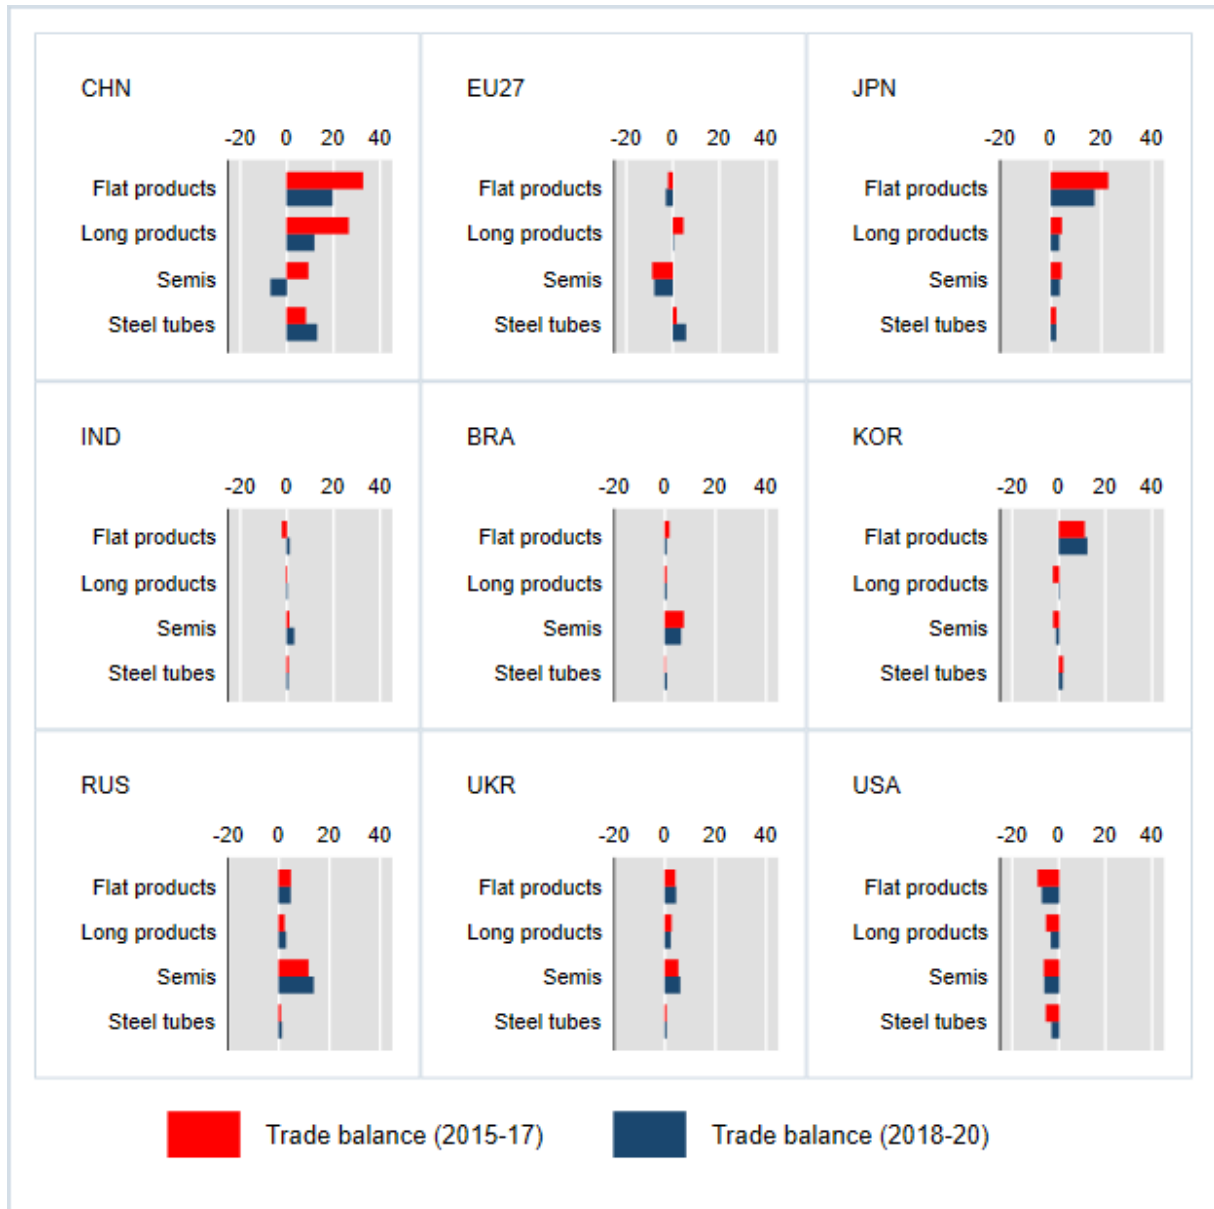 CHN
-20 0 20 40
Flat products
Long products
Semis
Steel tubes
EU27
-20 0 20 40
Flat products
Long products
Semis
Steel tubes
JPN
-20 0 20 40
Flat products
Long products
Semis
Steel tubes
IND
-20 0 20 40
Flat products
Long products
Semis
Steel tubes
BRA
-20 0 20 40
Flat products
Long products
Semis
Steel tubes
KOR
-20 0 20 40
Flat products
Long products
Semis
Steel tubes
RUS
-20 0 20 40
Flat products
Long products
Semis
Steel tubes
UKR
-20 0 20 40
Flat products
Long products
Semis
Steel tubes
USA
-20 0 20 40
Flat products
Long products
Semis
Steel tubes
Trade balance (2015-17)
Trade balance (2018-20)